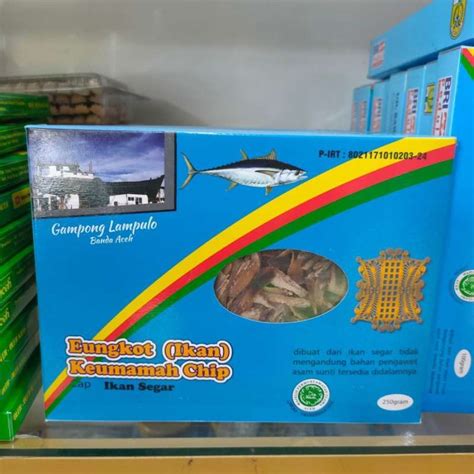 P-IRT : 8021171010203-24
Gampong Lampulo
Banda Aceh
Eungkot (Ikan)
Keumamah Chip
Cap Ikan Segar
dibuat dari ikan segar tidak
mengandung bahan pengawet
asam sunti tersedia didalamnya
250gram